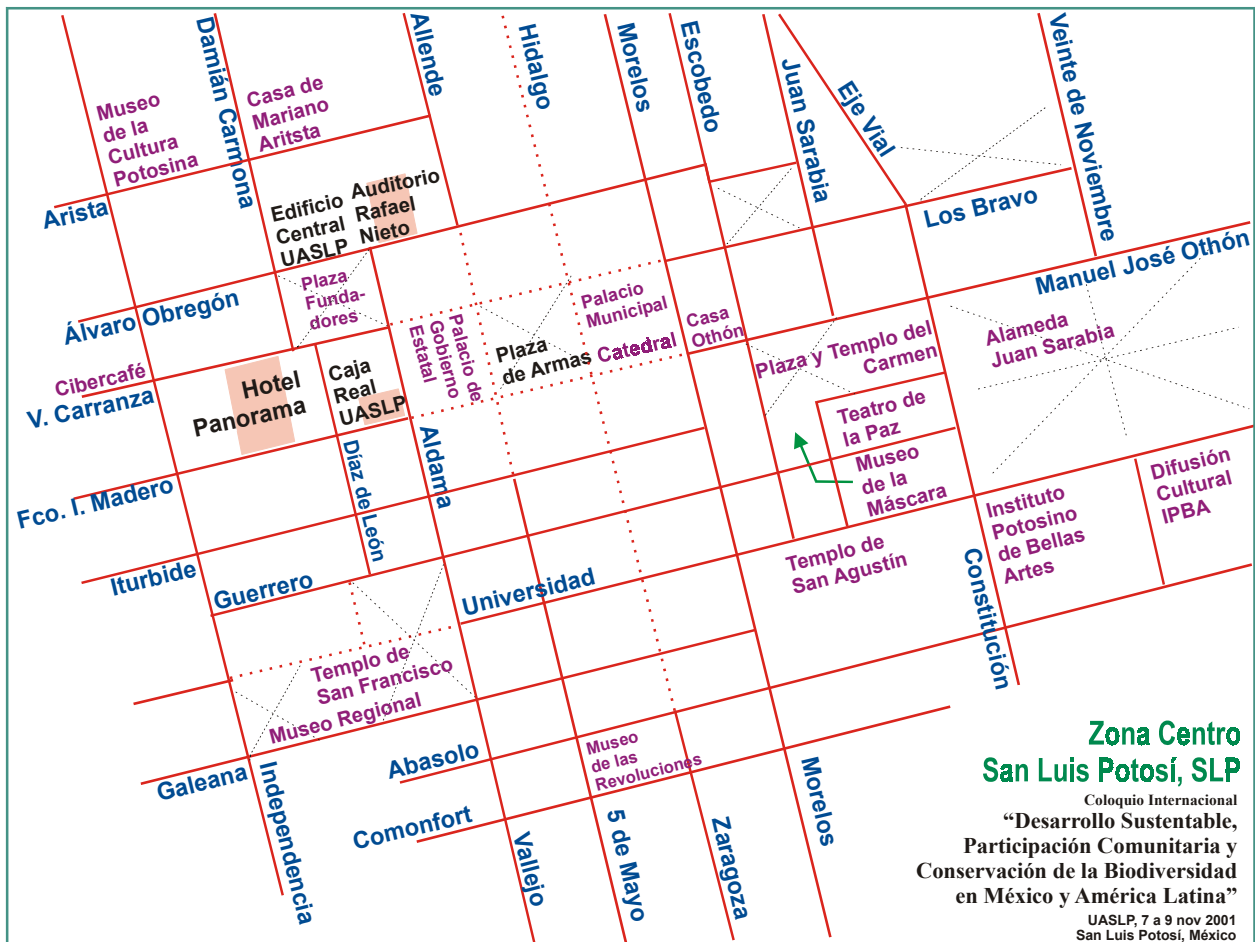 Damián Carmona
Allende
Hidalgo
Morelos
Escobedo
Juan Sarabia
Eje Vial
Veinte de Noviembre
Museo
de la
Cultura
Potosina
Casa de
Mariano
Aritsta
Arista
Edificio
Central
UASLP
Auditorio
Rafael
Nieto
Los Bravo
Manuel José Othón
Álvaro Obregón
Plaza
Funda-
dores
Palacio de
Gobierno
Estatal
Plaza
de Armas
Palacio
Municipal
Catedral
Casa
Othón
Plaza y Templo del
Carmen
Alameda
Juan Sarabia
Cibercafé
V. Carranza
Hotel
Panorama
Caja
Real
UASLP
Teatro de
la Paz
Museo
de la
Máscara
Fco. I. Madero
Díaz de León
Aldama
Instituto
Potosino
de Bellas
Artes
Difusión
Cultural
IPBA
Iturbide
Guerrero
Universidad
Templo de
San Agustín
Constitución
Templo de
San Francisco
Museo Regional
Galeana
Independencia
Abasolo
Comonfort
Vallejo
Museo
de las
Revoluciones
5 de Mayo
Zaragoza
Morelos
Zona Centro
San Luis Potosí, SLP
Coloquio Internacional
“Desarrollo Sustentable,
Participación Comunitaria y
Conservación de la Biodiversidad
en México y América Latina”
UASLP, 7 a 9 nov 2001
San Luis Potosí, México